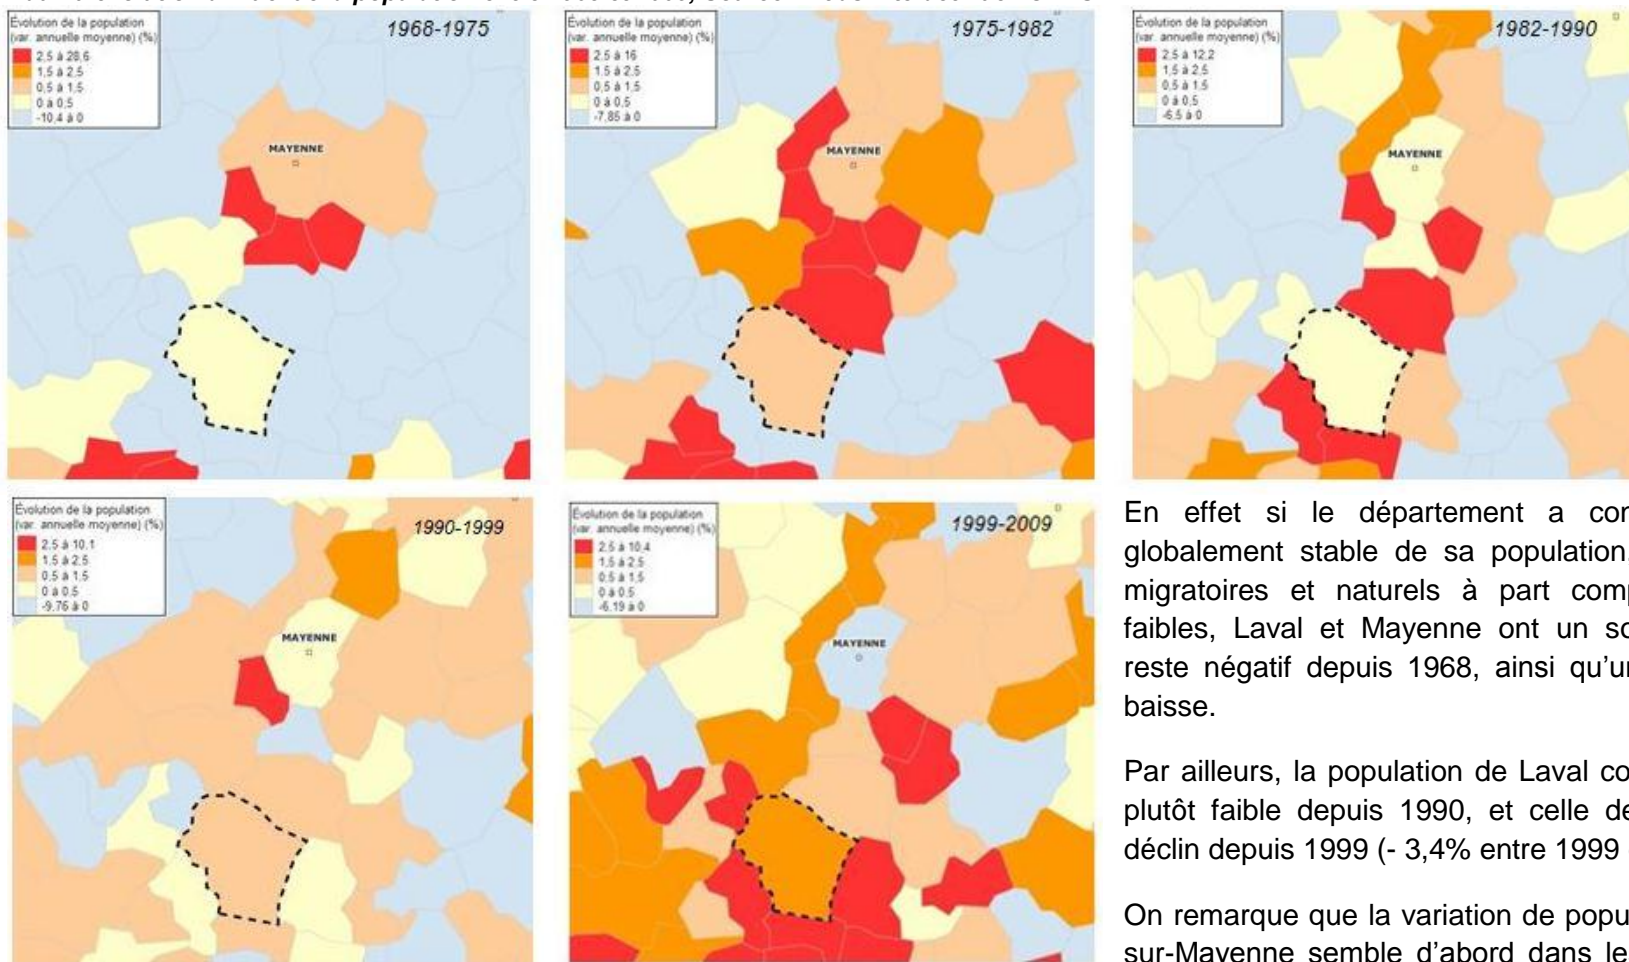 population
1968-1975
Évolution de la population
(var. annuelle moyenne) (%)
2,5 à 28,6
1,5 à 2,5
0,5 à 1,5
0 à 0,5
-10,4 à 0
MAYENNE
1975-1982
Évolution de la population
(var. annuelle moyenne) (%)
2,5 à 16
1,5 à 2,5
0,5 à 1,5
0 à 0,5
-7,85 à 0
MAYENNE
1982-1990
Évolution de la population
(var. annuelle moyenne) (%)
2,5 à 12,2
1,5 à 2,5
0,5 à 1,5
0 à 0,5
-6,5 à 0
MAYENNE
1990-1999
Évolution de la population
(var. annuelle moyenne) (%)
2,5 à 10,1
1,5 à 2,5
0,5 à 1,5
0 à 0,5
-9,76 à 0
MAYENNE
1999-2009
Évolution de la population
(var. annuelle moyenne) (%)
2,5 à 10,4
1,5 à 2,5
0,5 à 1,5
0 à 0,5
-6,19 à 0
MAYENNE
En effet si le département a con
globalement stable de sa population.
migratoires et naturels à part comp
faibles, Laval et Mayenne ont un so
reste négatif depuis 1968, ainsi qu'un
baisse.
Par ailleurs, la population de Laval co
plutôt faible depuis 1990, et celle de
déclin depuis 1999 (- 3,4% entre 1999
On remarque que la variation de popu
sur-Mayenne semble d'abord dans le